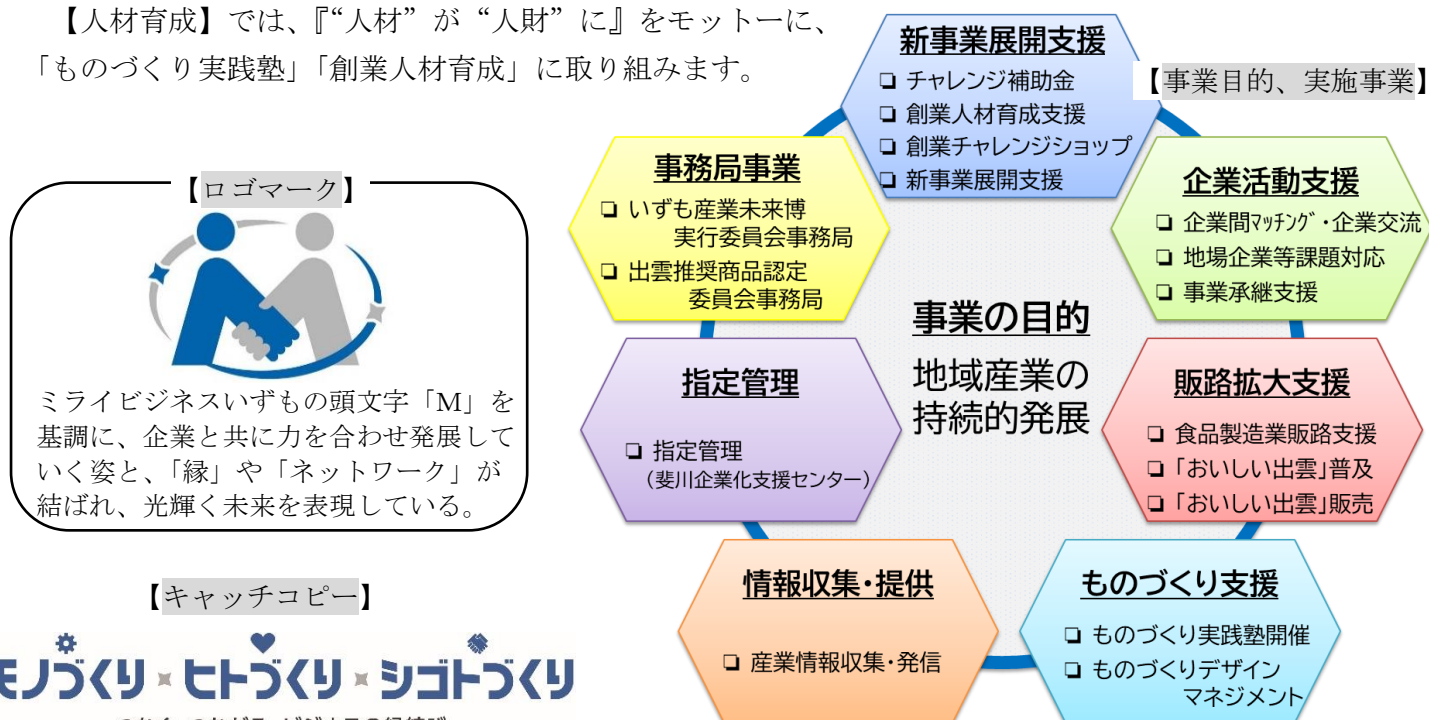 【人材育成】では、『“人材”が“人財”に』をモットーに、
「ものづくり実践塾」「創業人材育成」に取り組みます。
【ロゴマーク】
ミライビジネスいずもの頭文字「M」を
基調に、企業と共に力を合わせ発展して
いく姿と、「縁」や「ネットワーク」が
結ばれ、光輝く未来を表現している。
【キャッチコピー】
モノづくり×ヒトづくり×シゴトづくり
【事業目的、実施事業】
新事業展開支援
❏ チャレンジ補助金
❏ 創業人材育成支援
❏ 創業チャレンジショップ
❏ 新事業展開支援
事務局事業
❏ いずも産業未来博
実行委員会事務局
❏ 出雲推奨商品認定
委員会事務局
企業活動支援
❏ 企業間ﾏｯﾁﾝｸﾞ・企業交流
❏ 地場企業等課題対応
❏ 事業承継支援
事業の目的
地域産業の
持続的発展
指定管理
❏ 指定管理
（斐川企業化支援センター）
販路拡大支援
❏ 食品製造業販路支援
❏ 「おいしい出雲」普及
❏ 「おいしい出雲」販売
情報収集・提供
❏ 産業情報収集・発信
ものづくり支援
❏ ものづくり実践塾開催
❏ ものづくりデザイン
マネジメント